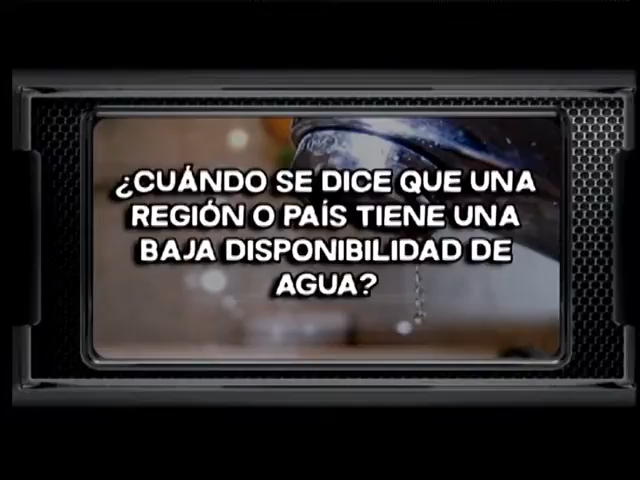 ¿CUÁNDO SE DICE QUE UNA
REGIÓN O PAÍS TIENE UNA
BAJA DISPONIBILIDAD DE
AGUA?